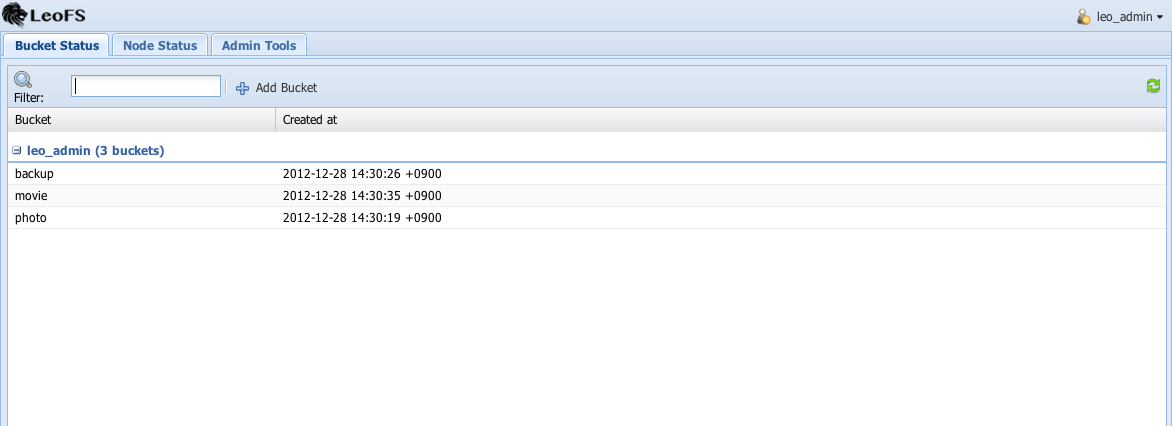 LeoFS
leo_admin
Bucket Status Node Status Admin Tools
Filter: Add Bucket
Bucket Created at
leo_admin (3 buckets)
backup 2012-12-28 14:30:26 +0900
movie 2012-12-28 14:30:35 +0900
photo 2012-12-28 14:30:19 +0900